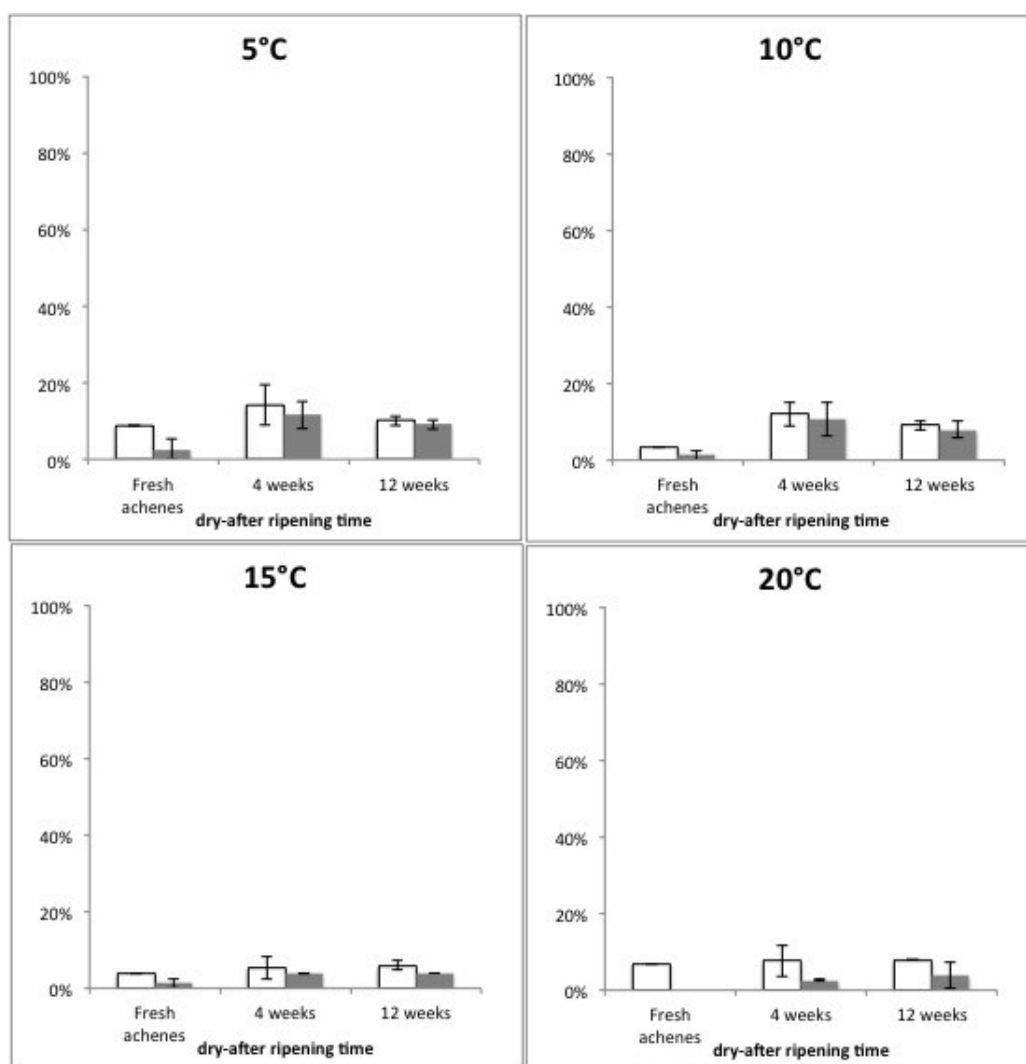 5°C
100%
80%
60%
40%
20%
0%
Fresh
achenes
4 weeks
12 weeks
dry-after ripening time
10°C
100%
80%
60%
40%
20%
0%
Fresh
achenes
4 weeks
12 weeks
dry-after ripening time
15°C
100%
80%
60%
40%
20%
0%
Fresh
achenes
4 weeks
12 weeks
dry-after ripening time
20°C
100%
80%
60%
40%
20%
0%
Fresh
achenes
4 weeks
12 weeks
dry-after ripening time